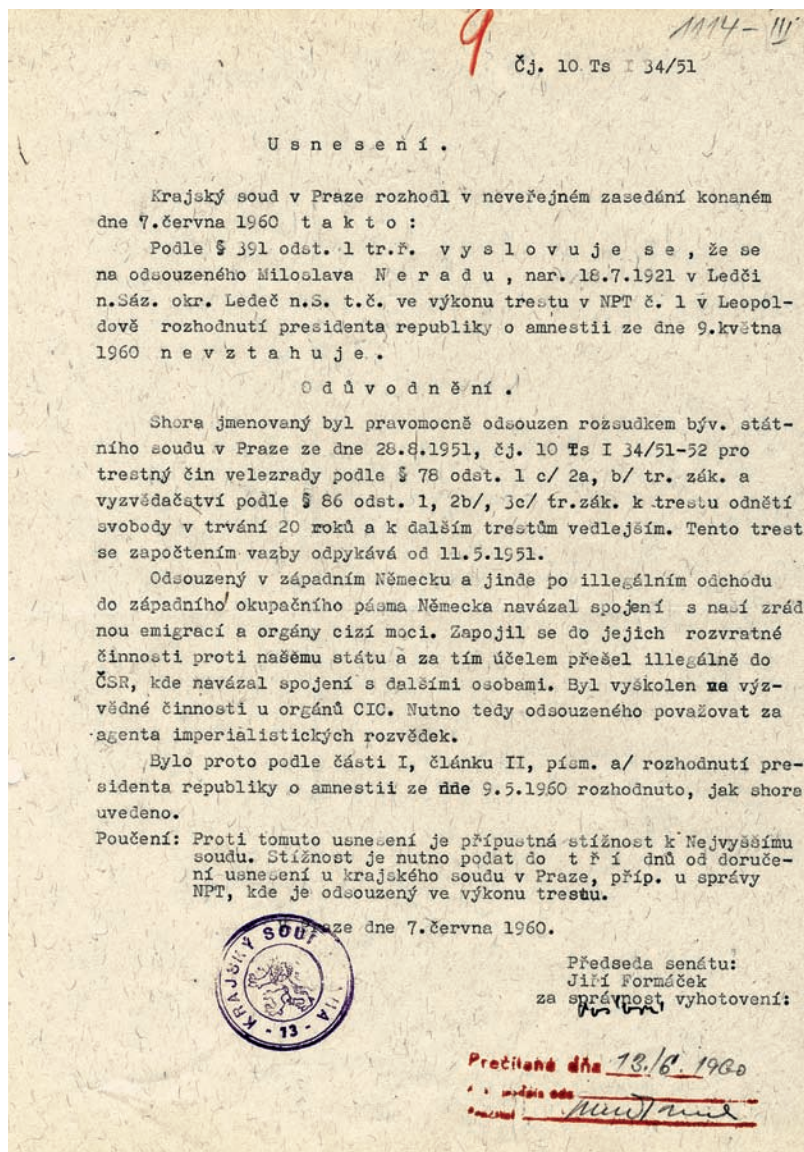 9
1114-III
Čj. 10 Ts I 34/51
U s n e s e n í .
Krajský soud v Praze rozhodl v neveřejném zasedání konaném
dne 7.června 1960 t a k t o :
Podle § 391 odst. 1 tr.ř. v y s l o v u j e s e , že se
na odsouzeného Miloslava N e r a d u , nar. 18.7.1921 v Ledči
n.Sáz. okr. Ledeč n.S. t.č. ve výkonu trestu v NPT č. 1 v Leopol-
dově rozhodnutí presidenta republiky o amnestii ze dne 9.května
1960 n e v z t a h u j e .
O d ů v o d n ě n í .
Shora jmenovaný byl pravomocně odsouzen rozsudkem býv. stát-
ního soudu v Praze ze dne 28.8.1951, čj. 10 Ts I 34/51-52 pro
trestný čin velezrady podle § 78 odst. 1 c/ 2a, b/ tr. zák. a
vyzvědačství podle § 86 odst. 1, 2b/, 3c/ tr.zák. k trestu odnětí
svobody v trvání 20 roků a k dalším trestům vedlejším. Tento trest
se započtením vazby odpykává od 11.5.1951.
Odsouzený v západním Německu a jinde po illegálním odchodu
do západního okupačního pásma Německa navázal spojení s naší zrád
nou emigrací a orgány cizí moci. Zapojil se do jejich rozvratné
činnosti proti našemu státu a za tím účelem přešel illegálně do
ČSR, kde navázal spojení s dalšími osobami. Byl vyškolen na výz-
vědné činnosti u orgánů CIC. Nutno tedy odsouzeného považovat za
agenta imperialistických rozvědek.
Bylo proto podle části I, článku II, písm. a/ rozhodnutí pre-
sidenta republiky o amnestii ze dne 9.5.1960 rozhodnuto, jak shora
uvedeno.
Poučení: Proti tomuto usnesení je přípustná stížnost k Nejvyššímu
soudu. Stížnost je nutno podat do t ř í dnů od doruče-
ní usnesení u krajského soudu v Praze, příp. u správy
NPT, kde je odsouzený ve výkonu trestu.
Praze dne 7.června 1960.
KRAJSKÝ SOUD
- 13 -
Předseda senátu:
Jiří Formáček
za správnost vyhotovení:
Prečítané dňa 13./6. 1960